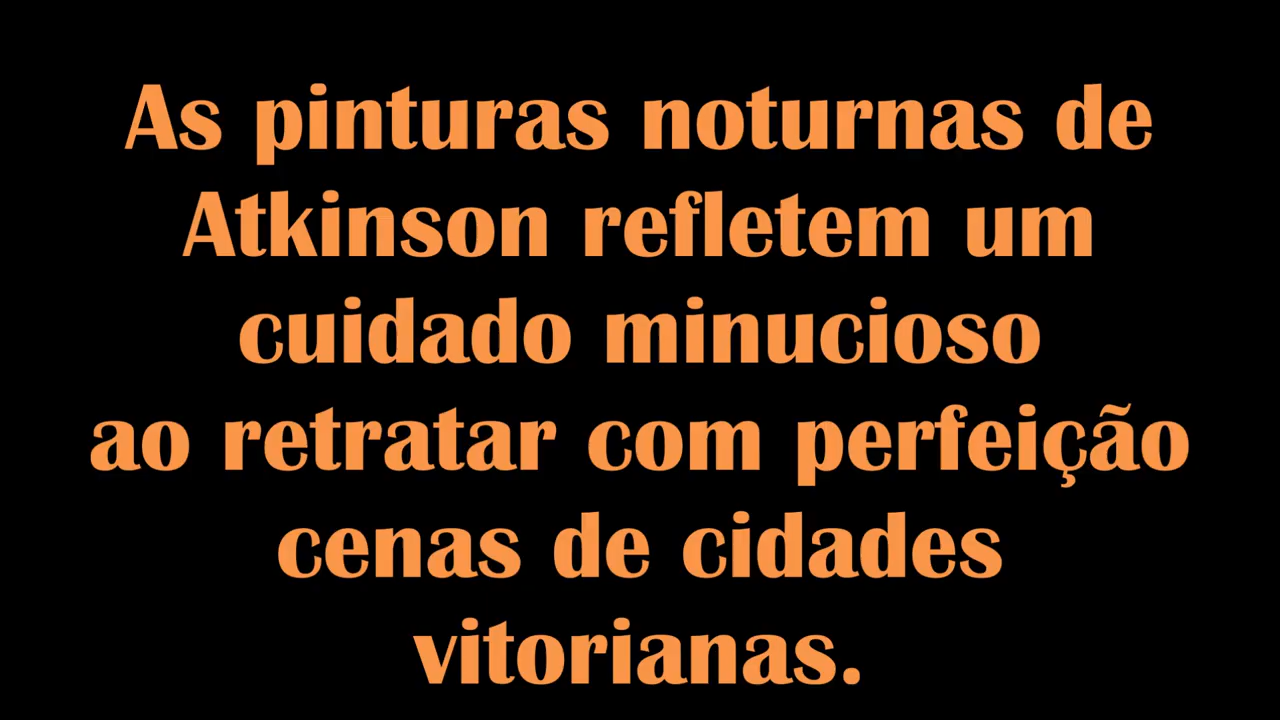 As pinturas noturnas de
Atkinson refletem um
cuidado minucioso
ao retratar com perfeição
cenas de cidades
vitorianas.